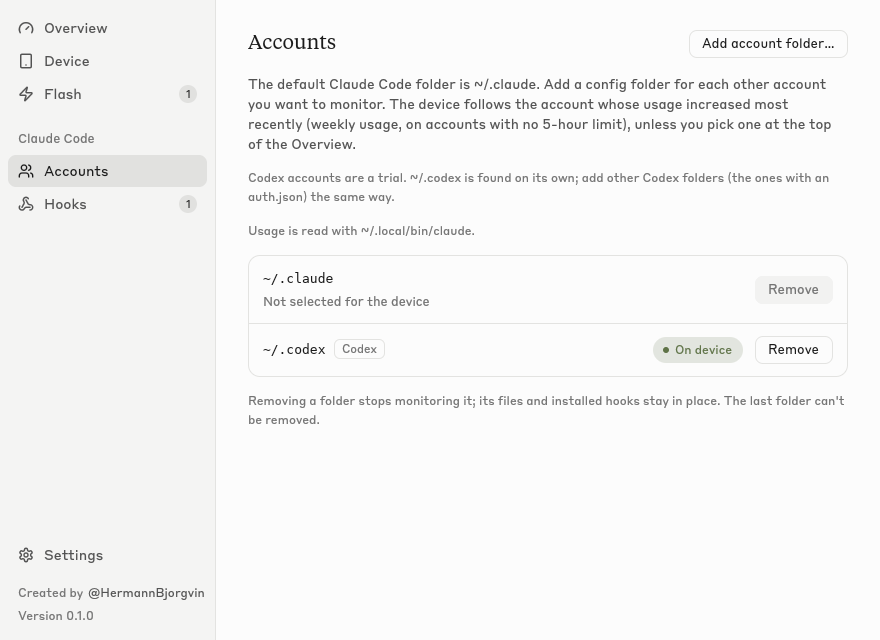 Overview
Device
Flash 1
Claude Code
Accounts
Hooks 1
Settings
Created by @HermannBjorgvin
Version 0.1.0
Accounts
Add account folder...
The default Claude Code folder is ~/.claude. Add a config folder for each other account
you want to monitor. The device follows the account whose usage increased most
recently (weekly usage, on accounts with no 5-hour limit), unless you pick one at the top
of the Overview.
Codex accounts are a trial. ~/.codex is found on its own; add other Codex folders (the ones with an
auth.json) the same way.
Usage is read with ~/.local/bin/claude.
~/.claude
Not selected for the device
Remove
~/.codex Codex On device Remove
Removing a folder stops monitoring it; its files and installed hooks stay in place. The last folder can't
be removed.